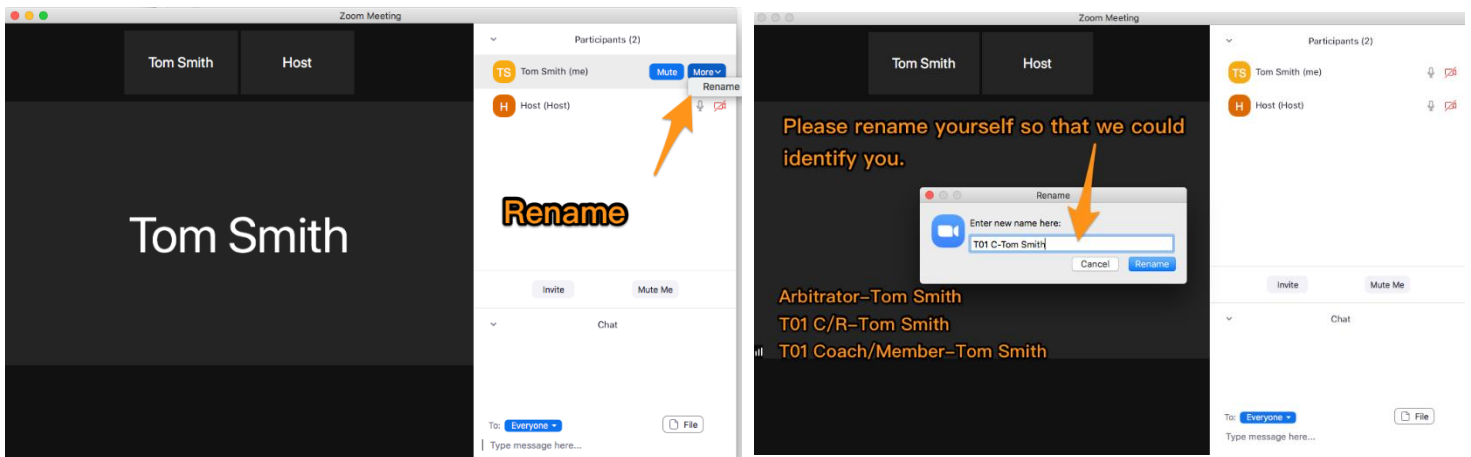 Zoom Meeting
Tom Smith
Host
Participants (2)
TS Tom Smith (me) Mute More
Rename
H Host (Host)
Rename
Tom Smith
Invite Mute Me
Chat
To: Everyone File
Type message here...
Zoom Meeting
Tom Smith
Host
Participants (2)
TS Tom Smith (me)
H Host (Host)
Please rename yourself so that we could
identify you.
Rename
Enter new name here:
T01 C-Tom Smith
Cancel Rename
Arbitrator–Tom Smith
T01 C/R–Tom Smith
T01 Coach/Member–Tom Smith
Invite Mute Me
Chat
To: Everyone File
Type message here...